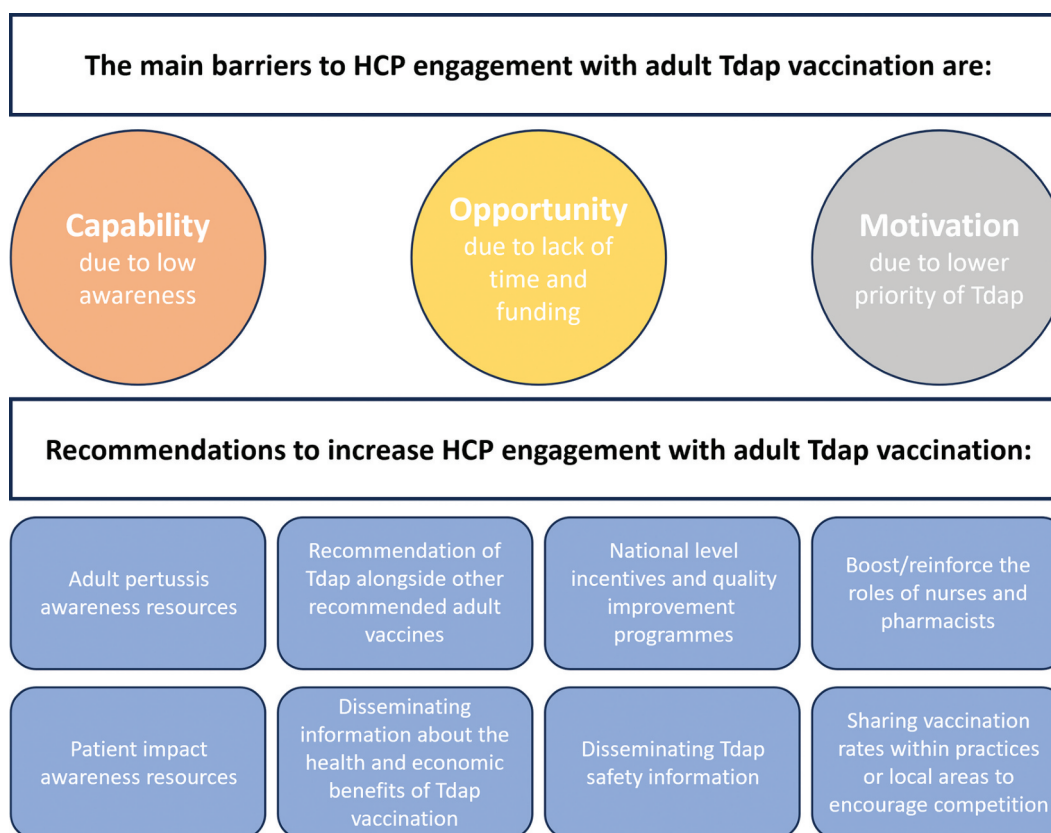 The main barriers to HCP engagement with adult Tdap vaccination are:
Capability
due to low
awareness
Opportunity
due to lack of
time and
funding
Motivation
due to lower
priority of Tdap
Recommendations to increase HCP engagement with adult Tdap vaccination:
Adult pertussis
awareness resources
Recommendation of
Tdap alongside other
recommended adult
vaccines
National level
incentives and quality
improvement
programmes
Boost/reinforce the
roles of nurses and
pharmacists
Patient impact
awareness resources
Disseminating
information about the
health and economic
benefits of Tdap
vaccination
Disseminating Tdap
safety information
Sharing vaccination
rates within practices
or local areas to
encourage competition